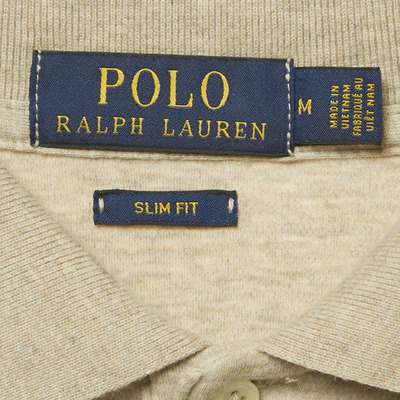 POLO
RALPH LAUREN
M
MADE IN
VIETNAM
FABRIQUÉ AU
VIÊT NAM
SLIM FIT